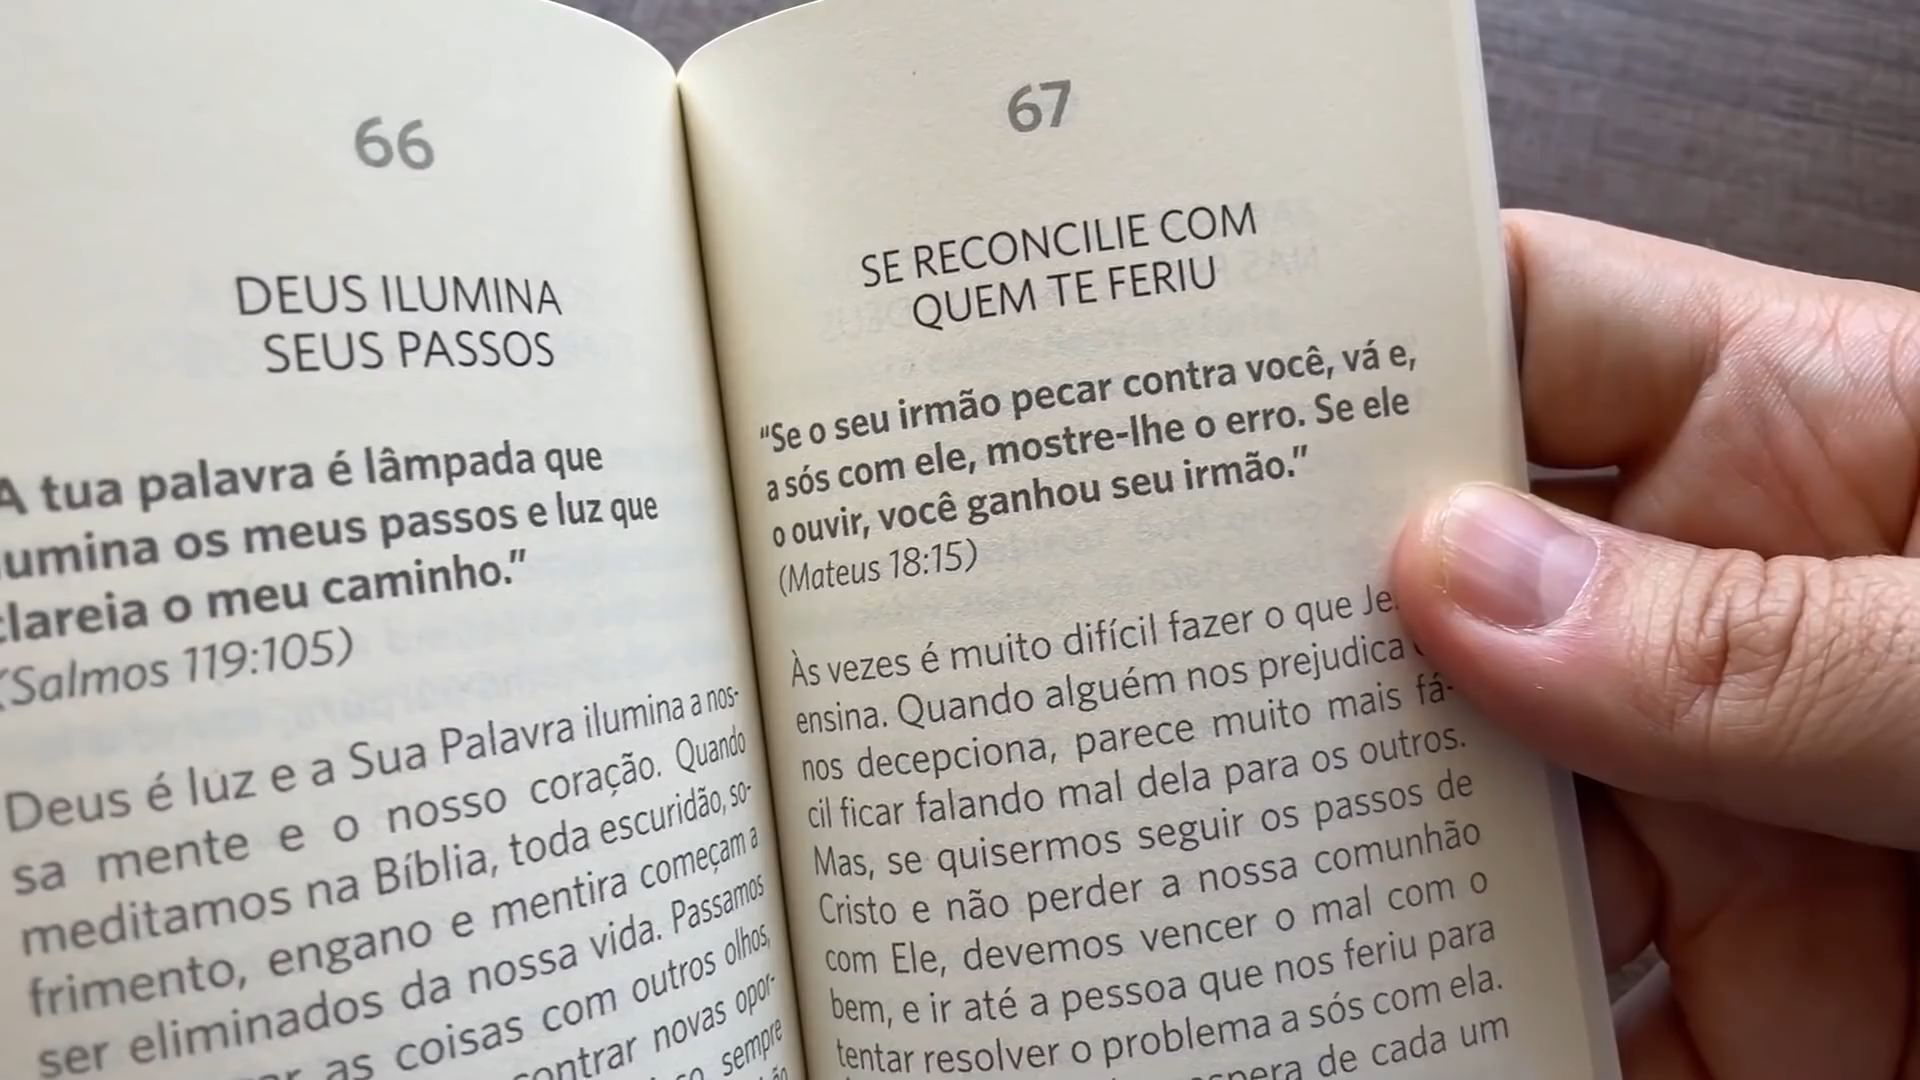 66
DEUS ILUMINA
SEUS PASSOS
A tua palavra é lâmpada que
umina os meus passos e luz que
clareia o meu caminho.”
(Salmos 119:105)
Deus é luz e a Sua Palavra ilumina a nos-
sa mente e o nosso coração. Quando
meditamos na Bíblia, toda escuridão, so-
frimento, engano e mentira começam a
ser eliminados da nossa vida. Passamos
as coisas com outros olhos,
contrar novas opor-
sempre
67
SE RECONCILIE COM
QUEM TE FERIU
“Se o seu irmão pecar contra você, vá e,
a sós com ele, mostre-lhe o erro. Se ele
o ouvir, você ganhou seu irmão.”
(Mateus 18:15)
Às vezes é muito difícil fazer o que Je
ensina. Quando alguém nos prejudica
nos decepciona, parece muito mais fá-
cil ficar falando mal dela para os outros.
Mas, se quisermos seguir os passos de
Cristo e não perder a nossa comunhão
com Ele, devemos vencer o mal com o
bem, e ir até a pessoa que nos feriu para
tentar resolver o problema a sós com ela.
de cada um